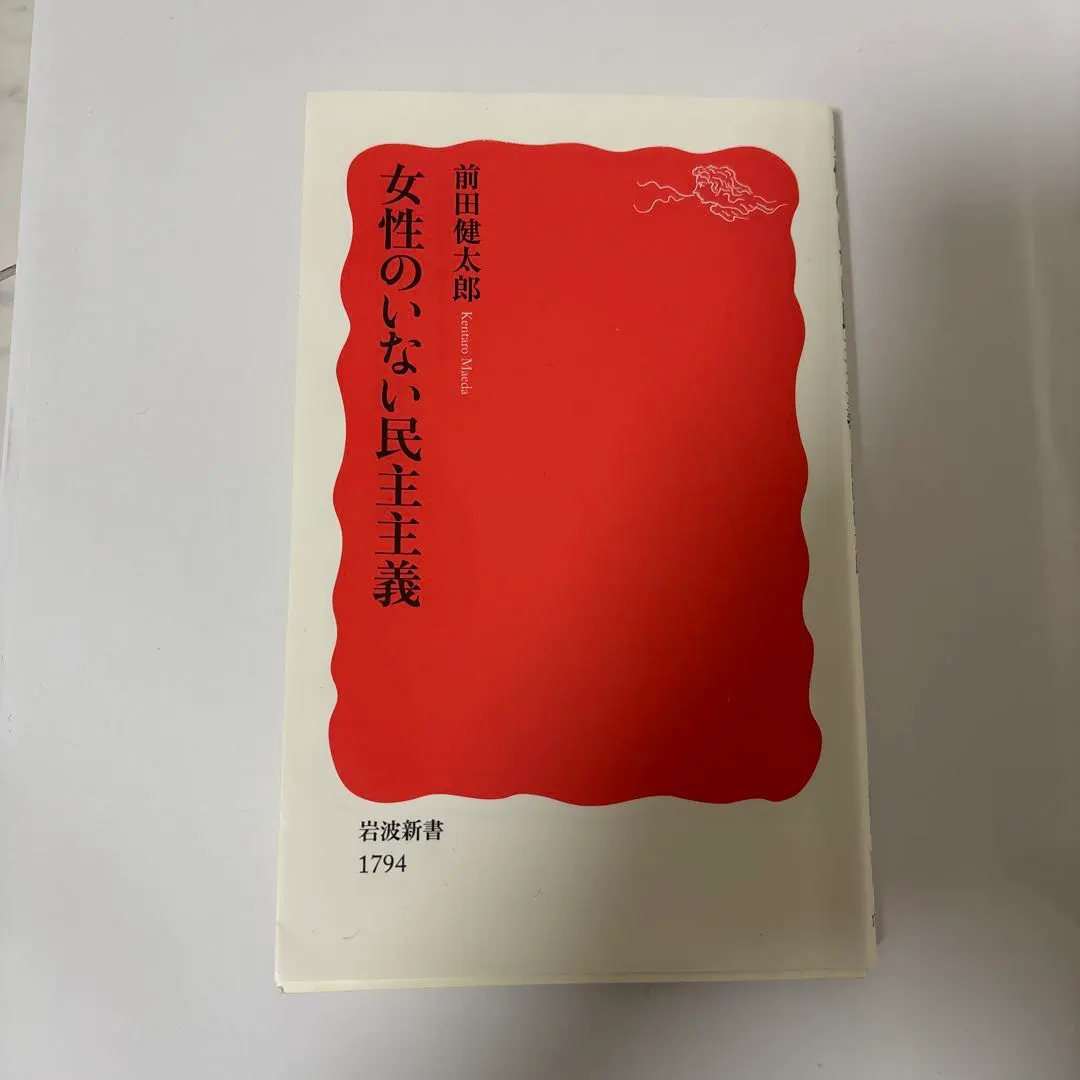 前田健太郎 Kentaro Maeda
女性のいない民主主義
岩波新書
1794